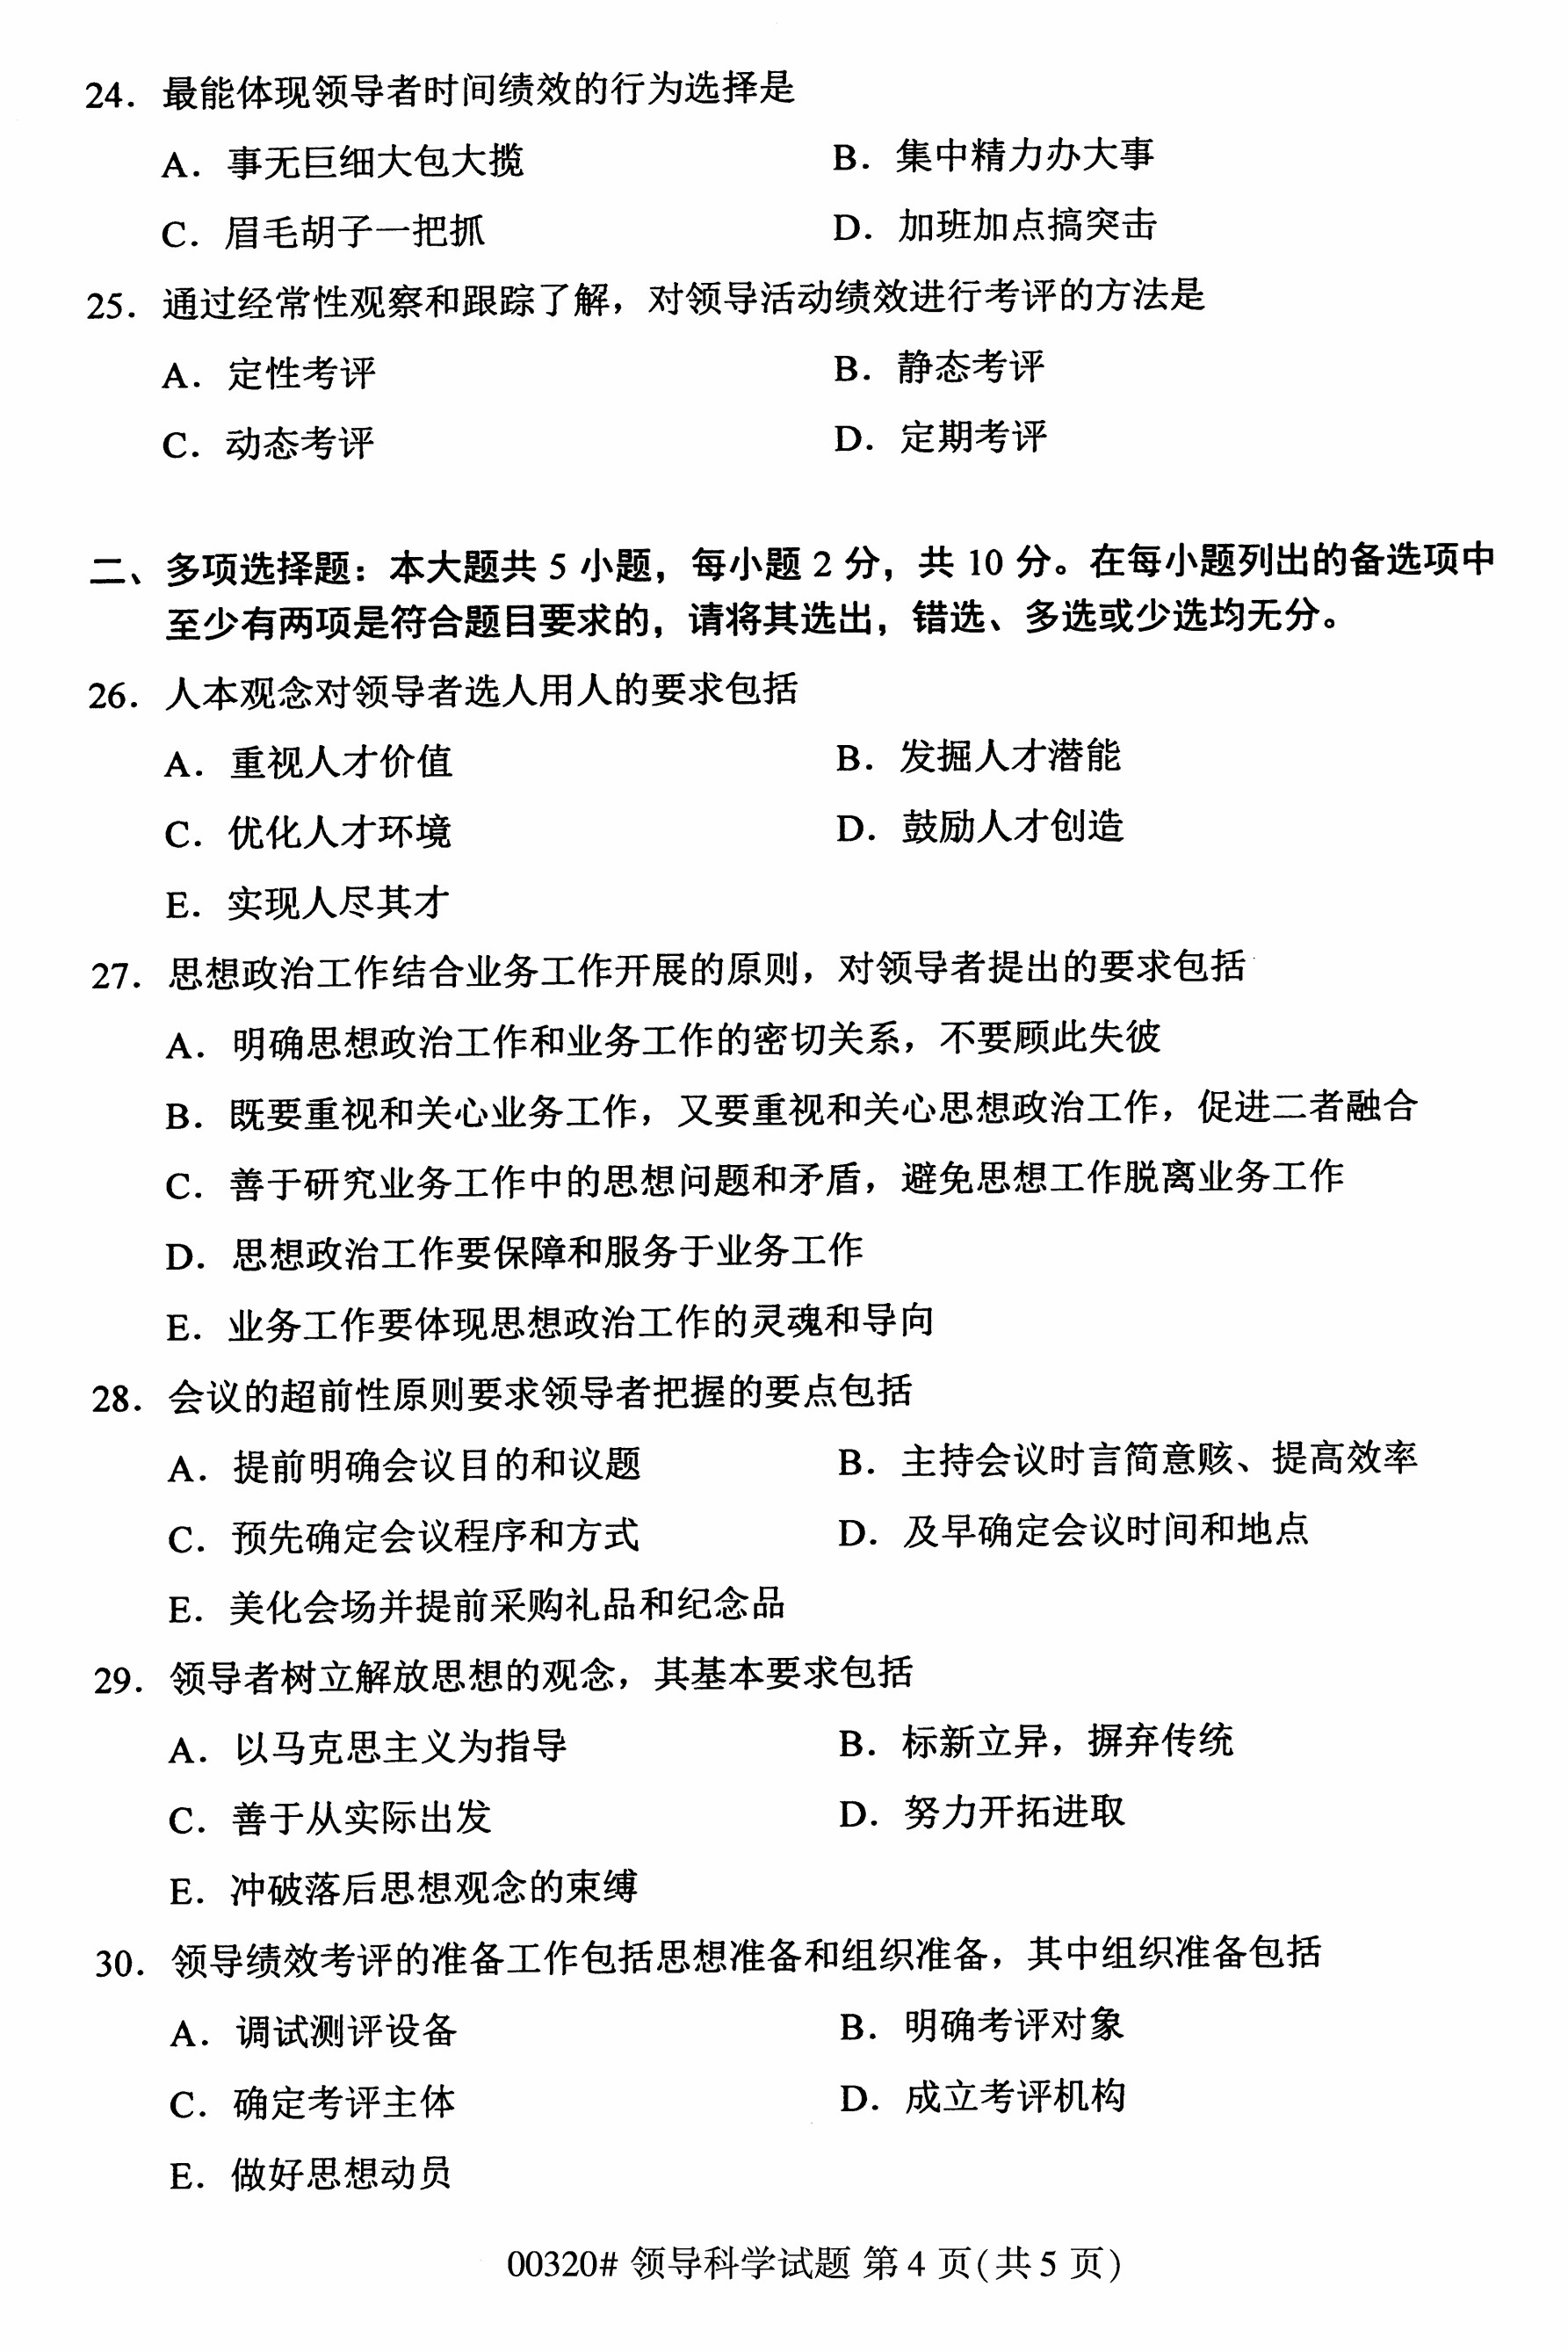 24. 最能体现领导者时间绩效的行为选择是
A. 事无巨细大包大揽 B. 集中精力办大事
C. 眉毛胡子一把抓 D. 加班加点搞突击
25. 通过经常性观察和跟踪了解，对领导活动绩效进行考评的方法是
A. 定性考评 B. 静态考评
C. 动态考评 D. 定期考评
二、多项选择题：本大题共 5 小题，每小题 2 分，共 10 分。在每小题列出的备选项中
至少有两项是符合题目要求的，请将其选出，错选、多选或少选均无分。
26. 人本观念对领导者选人用人的要求包括
A. 重视人才价值 B. 发掘人才潜能
C. 优化人才环境 D. 鼓励人才创造
E. 实现人尽其才
27. 思想政治工作结合业务工作开展的原则，对领导者提出的要求包括
A. 明确思想政治工作和业务工作的密切关系，不要顾此失彼
B. 既要重视和关心业务工作，又要重视和关心思想政治工作，促进二者融合
C. 善于研究业务工作中的思想问题和矛盾，避免思想工作脱离业务工作
D. 思想政治工作要保障和服务于业务工作
E. 业务工作要体现思想政治工作的灵魂和导向
28. 会议的超前性原则要求领导者把握的要点包括
A. 提前明确会议目的和议题 B. 主持会议时言简意赅、提高效率
C. 预先确定会议程序和方式 D. 及早确定会议时间和地点
E. 美化会场并提前采购礼品和纪念品
29. 领导者树立解放思想的观念，其基本要求包括
A. 以马克思主义为指导 B. 标新立异，摒弃传统
C. 善于从实际出发 D. 努力开拓进取
E. 冲破落后思想观念的束缚
30. 领导绩效考评的准备工作包括思想准备和组织准备，其中组织准备包括
A. 调试测评设备 B. 明确考评对象
C. 确定考评主体 D. 成立考评机构
E. 做好思想动员
00320# 领导科学试题 第 4 页(共 5 页)